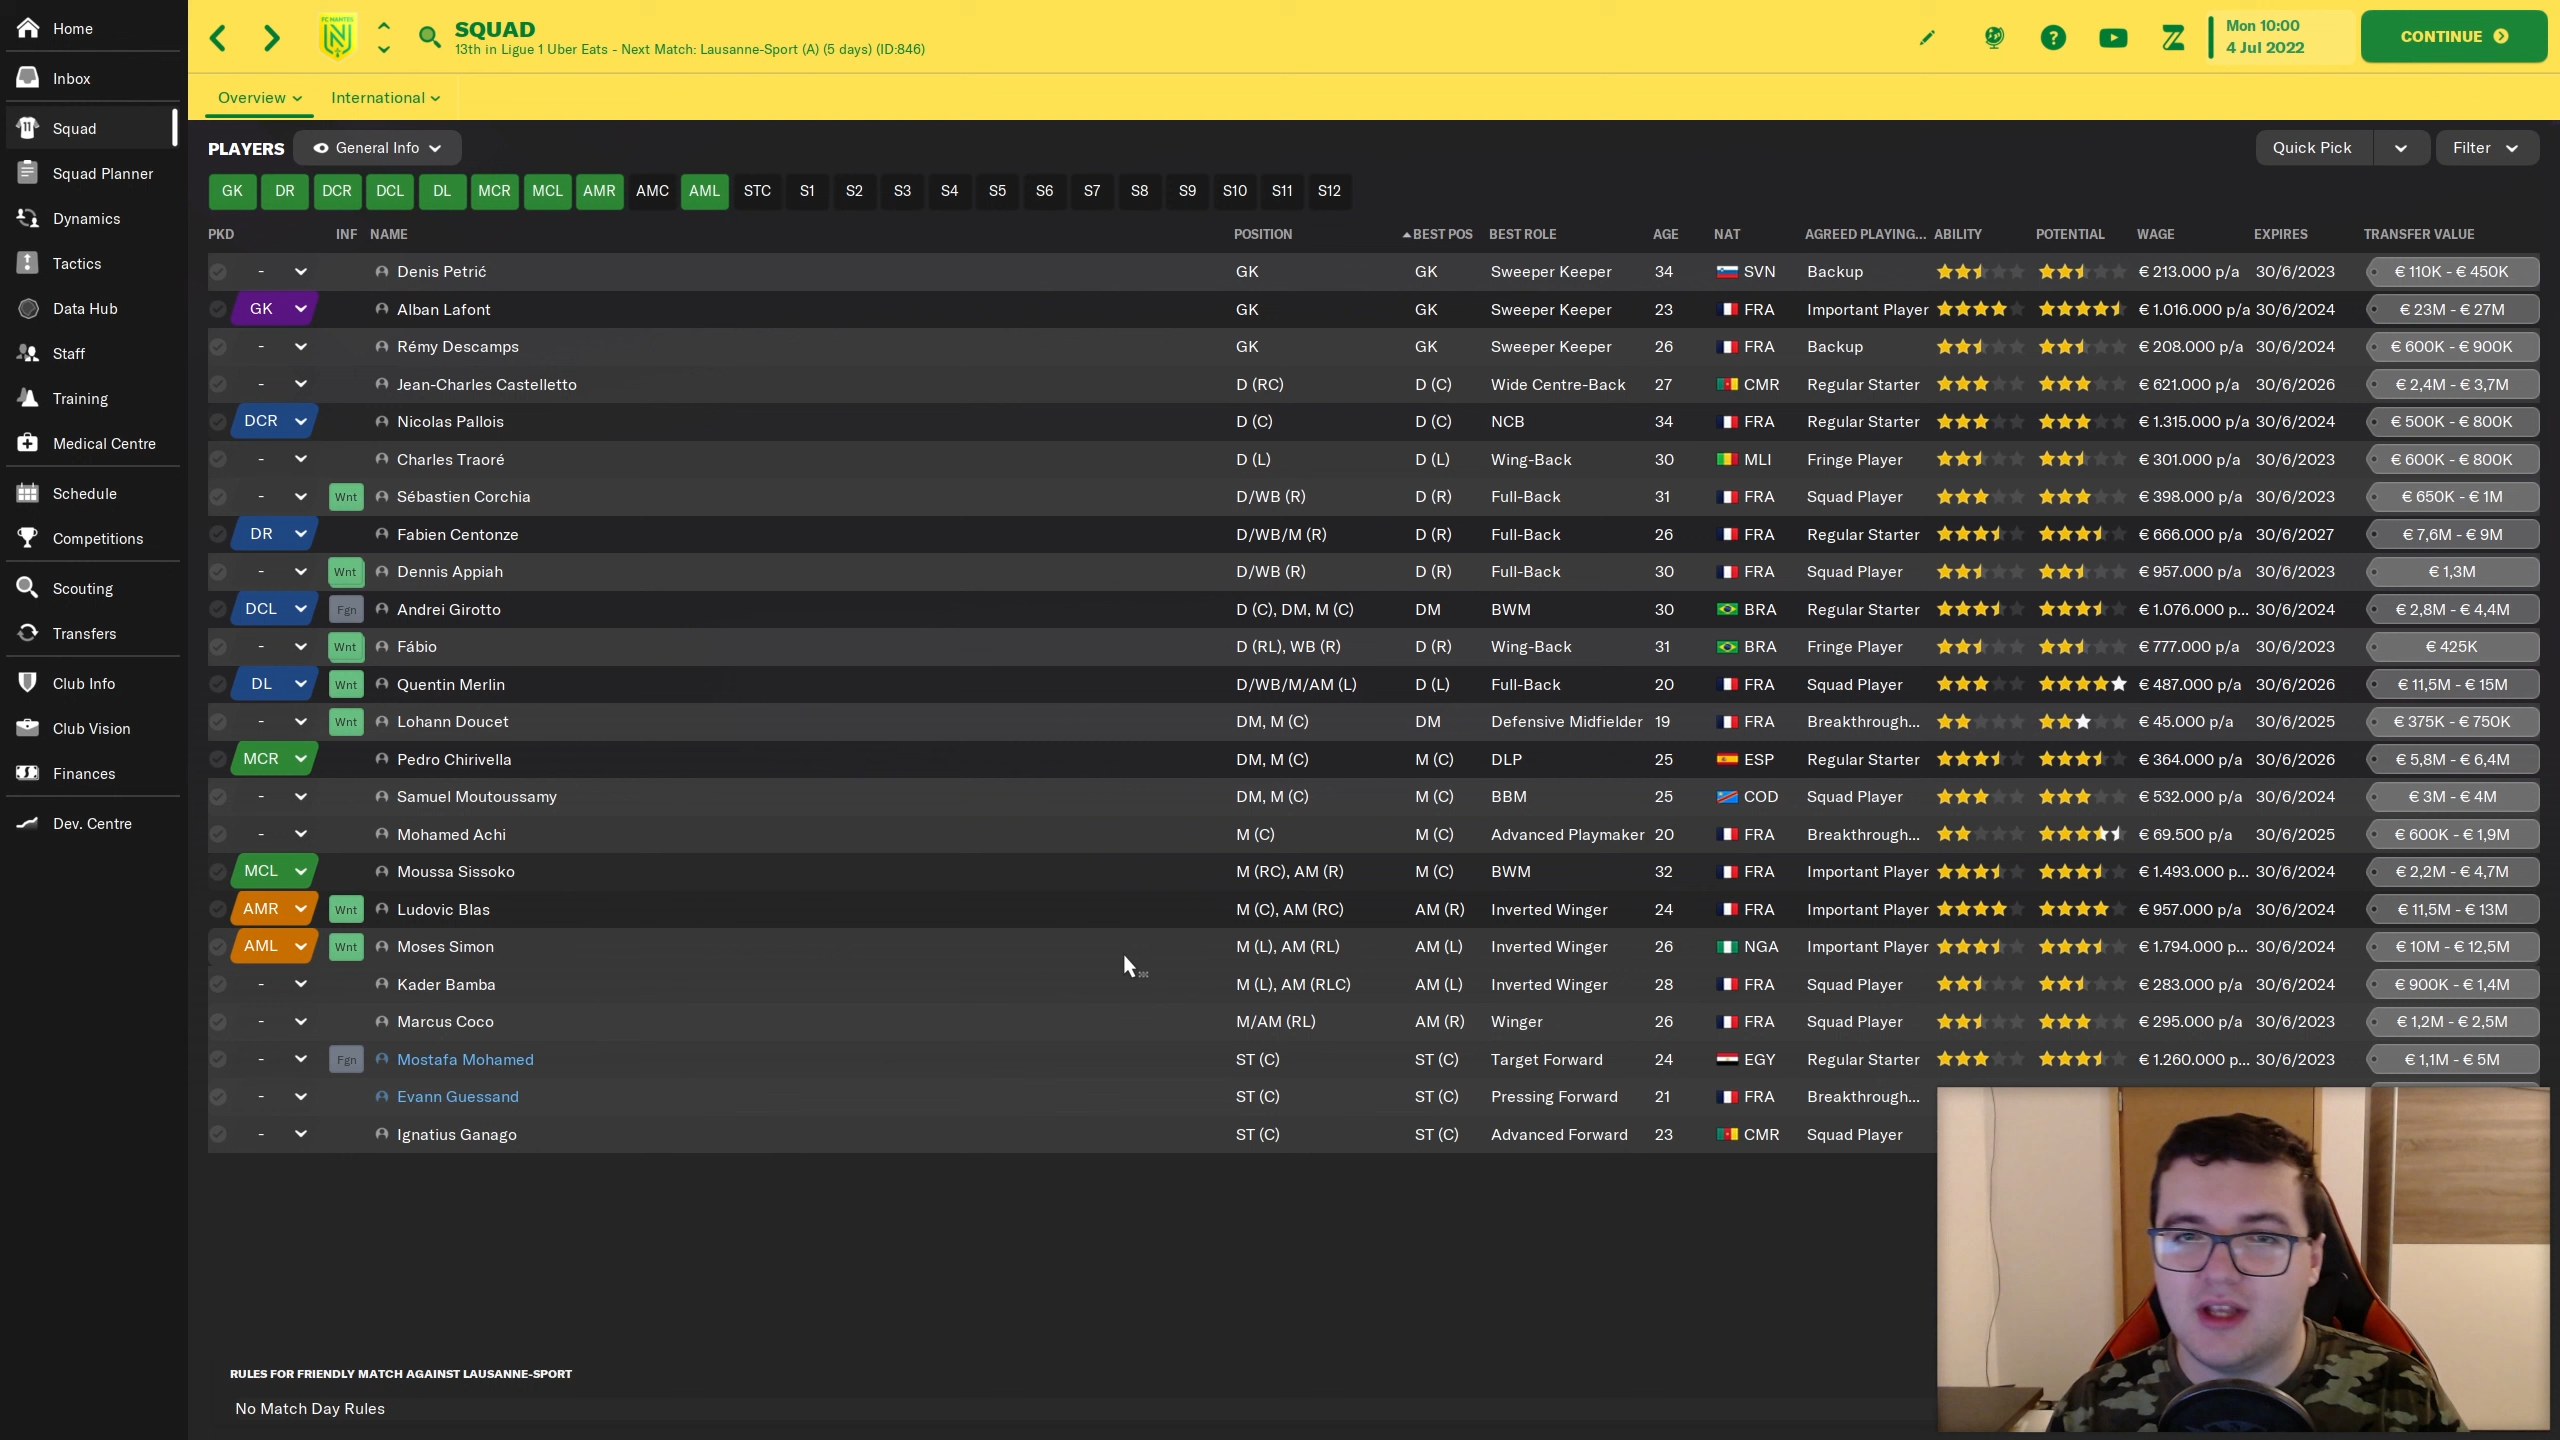 Home
Inbox
Squad
Squad Planner
Dynamics
Tactics
Data Hub
Staff
Training
Medical Centre
Schedule
Competitions
Scouting
Transfers
Club Info
Club Vision
Finances
Dev. Centre
FC NANTES
SQUAD
13th in Ligue 1 Uber Eats - Next Match: Lausanne-Sport (A) (5 days) (ID:846)
Mon 10:00
4 Jul 2022
CONTINUE
Overview International
PLAYERS General Info Quick Pick Filter
GK DR DCR DCL DL MCR MCL AMR AMC AML STC S1 S2 S3 S4 S5 S6 S7 S8 S9 S10 S11 S12
PKD INF NAME POSITION BEST POS BEST ROLE AGE NAT AGREED PLAYING... ABILITY POTENTIAL WAGE EXPIRES TRANSFER VALUE
- Denis Petrić GK GK Sweeper Keeper 34 SVN Backup € 213.000 p/a 30/6/2023 € 110K - € 450K
GK Alban Lafont GK GK Sweeper Keeper 23 FRA Important Player € 1.016.000 p/a 30/6/2024 € 23M - € 27M
- Rémy Descamps GK GK Sweeper Keeper 26 FRA Backup € 208.000 p/a 30/6/2024 € 600K - € 900K
- Jean-Charles Castelletto D (RC) D (C) Wide Centre-Back 27 CMR Regular Starter € 621.000 p/a 30/6/2026 € 2,4M - € 3,7M
DCR Nicolas Pallois D (C) D (C) NCB 34 FRA Regular Starter € 1.315.000 p/a 30/6/2024 € 500K - € 800K
- Charles Traoré D (L) D (L) Wing-Back 30 MLI Fringe Player € 301.000 p/a 30/6/2023 € 600K - € 800K
- Wnt Sébastien Corchia D/WB (R) D (R) Full-Back 31 FRA Squad Player € 398.000 p/a 30/6/2023 € 650K - € 1M
DR Fabien Centonze D/WB/M (R) D (R) Full-Back 26 FRA Regular Starter € 666.000 p/a 30/6/2027 € 7,6M - € 9M
- Wnt Dennis Appiah D/WB (R) D (R) Full-Back 30 FRA Squad Player € 957.000 p/a 30/6/2023 € 1,3M
DCL Fgn Andrei Girotto D (C), DM, M (C) DM BWM 30 BRA Regular Starter € 1.076.000 p... 30/6/2024 € 2,8M - € 4,4M
- Wnt Fábio D (RL), WB (R) D (R) Wing-Back 31 BRA Fringe Player € 777.000 p/a 30/6/2023 € 425K
DL Wnt Quentin Merlin D/WB/M/AM (L) D (L) Full-Back 20 FRA Squad Player € 487.000 p/a 30/6/2026 € 11,5M - € 15M
- Wnt Lohann Doucet DM, M (C) DM Defensive Midfielder 19 FRA Breakthrough... € 45.000 p/a 30/6/2025 € 375K - € 750K
MCR Pedro Chirivella DM, M (C) M (C) DLP 25 ESP Regular Starter € 364.000 p/a 30/6/2026 € 5,8M - € 6,4M
- Samuel Moutoussamy DM, M (C) M (C) BBM 25 COD Squad Player € 532.000 p/a 30/6/2024 € 3M - € 4M
- Mohamed Achi M (C) M (C) Advanced Playmaker 20 FRA Breakthrough... € 69.500 p/a 30/6/2025 € 600K - € 1,9M
MCL Moussa Sissoko M (RC), AM (R) M (C) BWM 32 FRA Important Player € 1.493.000 p... 30/6/2024 € 2,2M - € 4,7M
AMR Wnt Ludovic Blas M (C), AM (RC) AM (R) Inverted Winger 24 FRA Important Player € 957.000 p/a 30/6/2024 € 11,5M - € 13M
AML Wnt Moses Simon M (L), AM (RL) AM (L) Inverted Winger 26 NGA Important Player € 1.794.000 p... 30/6/2024 € 10M - € 12,5M
- Kader Bamba M (L), AM (RLC) AM (L) Inverted Winger 28 FRA Squad Player € 283.000 p/a 30/6/2024 € 900K - € 1,4M
- Marcus Coco M/AM (RL) AM (R) Winger 26 FRA Squad Player € 295.000 p/a 30/6/2023 € 1,2M - € 2,5M
- Fgn Mostafa Mohamed ST (C) ST (C) Target Forward 24 EGY Regular Starter € 1.260.000 p... 30/6/2023 € 1,1M - € 5M
- Evann Guessand ST (C) ST (C) Pressing Forward 21 FRA Breakthrough...
- Ignatius Ganago ST (C) ST (C) Advanced Forward 23 CMR Squad Player
RULES FOR FRIENDLY MATCH AGAINST LAUSANNE-SPORT
No Match Day Rules